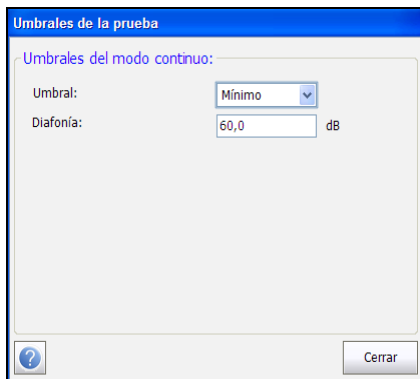 Umbrales de la prueba
Umbrales del modo continuo:
Umbral: Mínimo
Diafonía: 60,0 dB
? Cerrar